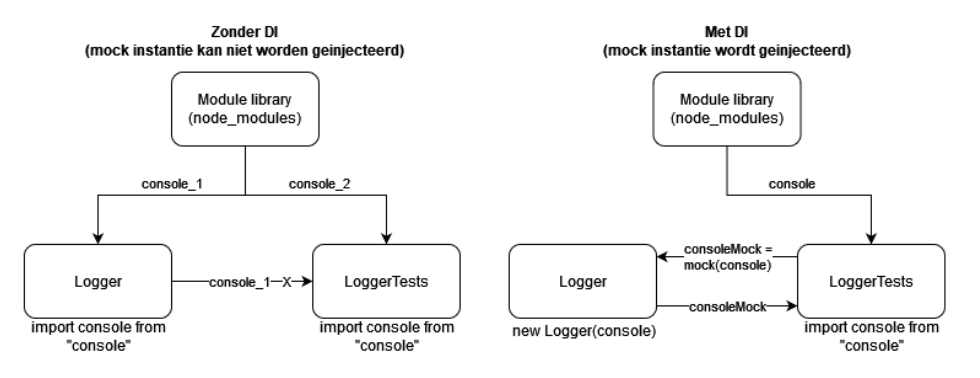 Zonder DI
(mock instantie kan niet worden geinjecteerd)
Module library
(node_modules)
console_1
console_2
Logger
console_1
X
LoggerTests
import console from
"console"
import console from
"console"
Met DI
(mock instantie wordt geinjecteerd)
Module library
(node_modules)
console
Logger
consoleMock =
mock(console)
consoleMock
LoggerTests
new Logger(console)
import console from
"console"